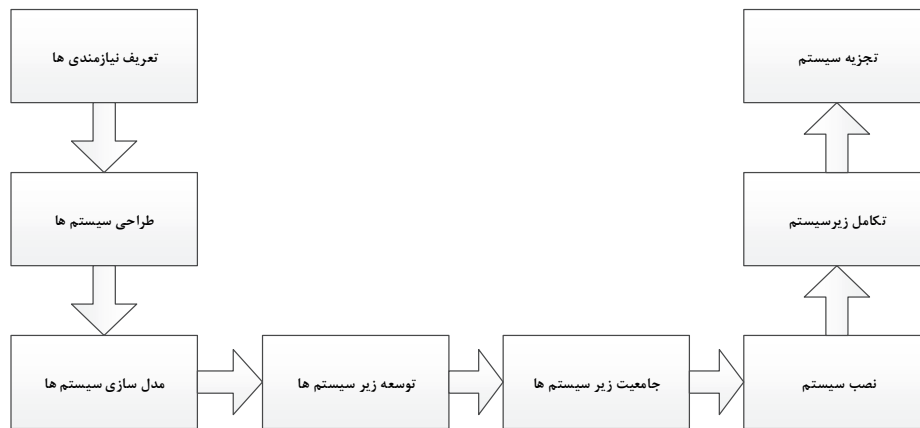 تعریف نیازمندی ها
طراحی سیستم ها
مدل سازی سیستم ها
توسعه زیر سیستم ها
جامعیت زیر سیستم ها
نصب سیستم
تکامل زیرسیستم
تجزیه سیستم